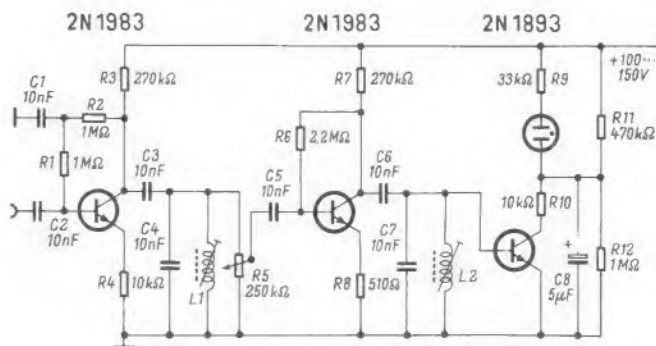 2N1983
2N1983
2N1893
C1
10nF
R2
1MΩ
R3
270kΩ
R1
1MΩ
C2
10nF
C3
10nF
C4
10nF
R4
10kΩ
L1
R5
250kΩ
R6
2,2MΩ
R7
270kΩ
C5
10nF
C6
10nF
C7
10nF
R8
510Ω
L2
33kΩ
R9
+100...
150V
R11
470kΩ
10kΩ
R10
+
C8
5µF
R12
1MΩ